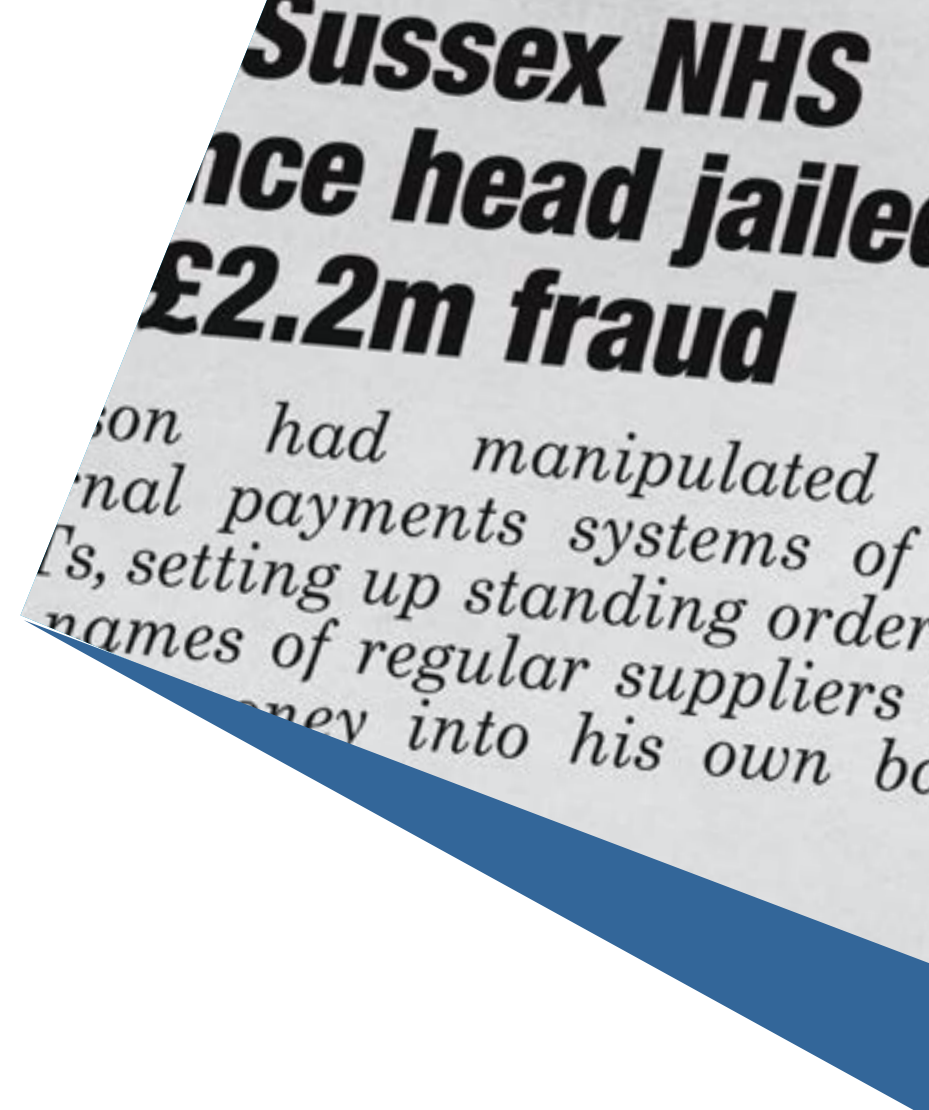 Sussex NHS
nce head jailed
£2.2m fraud
son had manipulated
rnal payments systems of
Ts, setting up standing order
names of regular suppliers
oney into his own bo